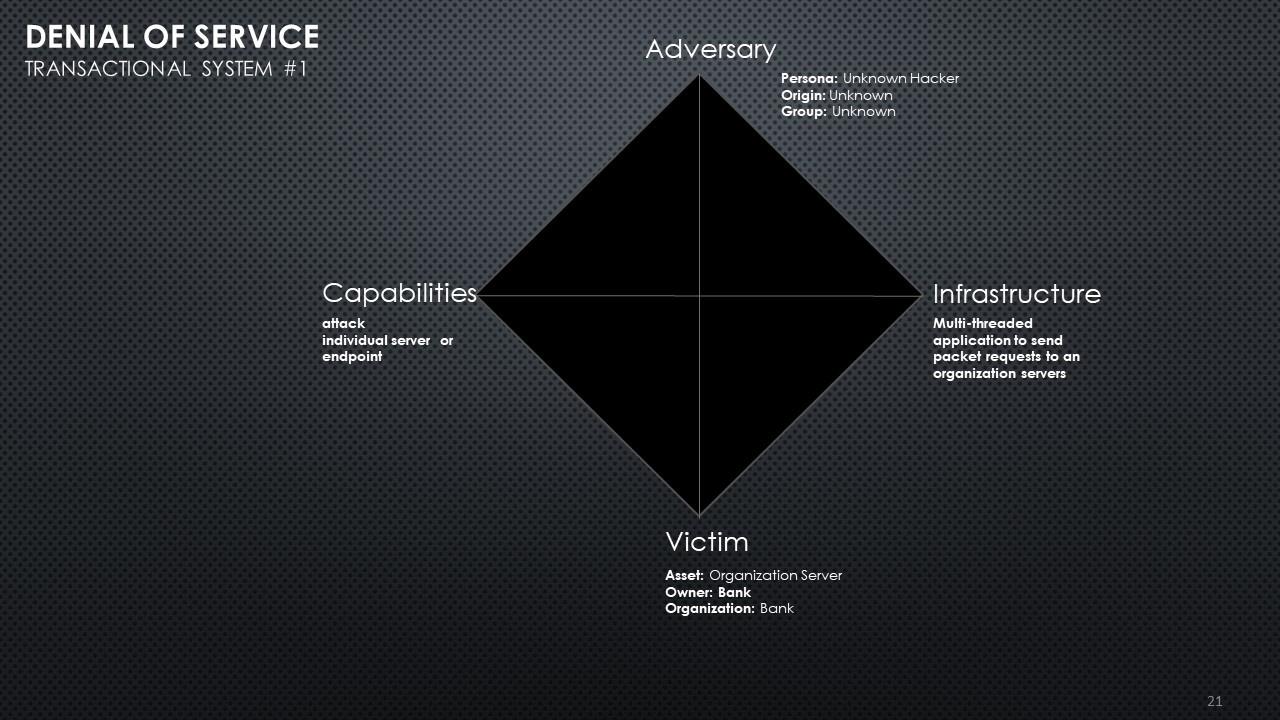 DENIAL OF SERVICE
TRANSACTIONAL SYSTEM #1
Adversary
Persona: Unknown Hacker
Origin: Unknown
Group: Unknown
Capabilities
attack
individual server or
endpoint
Infrastructure
Multi-threaded
application to send
packet requests to an
organization servers
Victim
Asset: Organization Server
Owner: Bank
Organization: Bank
21